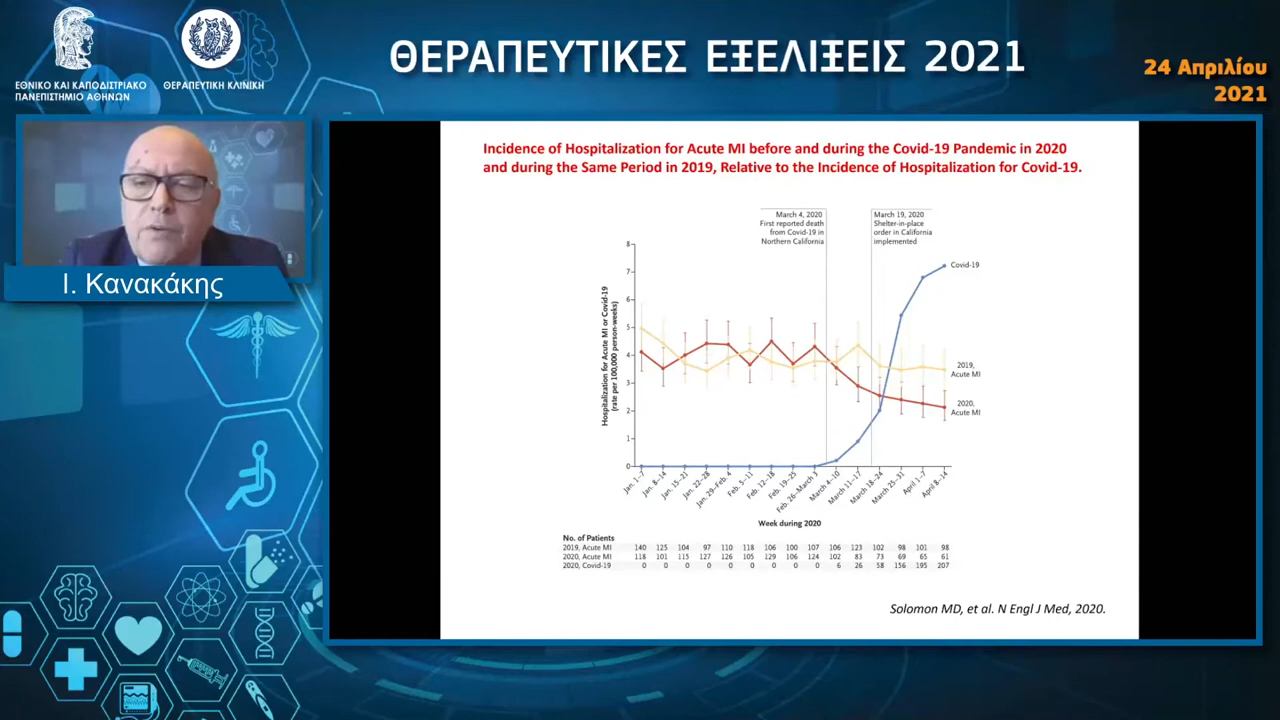 ΕΘΝΙΚΟ ΚΑΙ ΚΑΠΟΔΙΣΤΡΙΑΚΟ
ΠΑΝΕΠΙΣΤΗΜΙΟ ΑΘΗΝΩΝ
ΘΕΡΑΠΕΥΤΙΚΗ ΚΛΙΝΙΚΗ
ΘΕΡΑΠΕΥΤΙΚΕΣ ΕΞΕΛΙΞΕΙΣ 2021
24 Απριλίου
2021
Ι. Κανακάκης
Incidence of Hospitalization for Acute MI before and during the Covid-19 Pandemic in 2020
and during the Same Period in 2019, Relative to the Incidence of Hospitalization for Covid-19.
March 4, 2020
First reported death
from Covid-19 in
Northern California
March 19, 2020
Shelter-in-place
order in California
implemented
Hospitalization for Acute MI or Covid-19
(rate per 100,000 person-weeks)
8
7
6
5
4
3
2
1
0
Covid-19
2019,
Acute MI
2020,
Acute MI
Jan. 1–7
Jan. 8–14
Jan. 15–21
Jan. 22–28
Jan. 29–Feb. 4
Feb. 5–11
Feb. 12–18
Feb. 19–25
Feb. 26–March 3
March 4–10
March 11–17
March 18–24
March 25–31
April 1–7
April 8–14
Week during 2020
No. of Patients
2019, Acute MI 140 125 104 97 110 118 106 100 107 106 123 102 98 101 98
2020, Acute MI 118 101 115 127 126 105 129 106 124 102 83 73 69 65 61
2020, Covid-19 0 0 0 0 0 0 0 0 0 6 26 58 156 195 207
Solomon MD, et al. N Engl J Med, 2020.